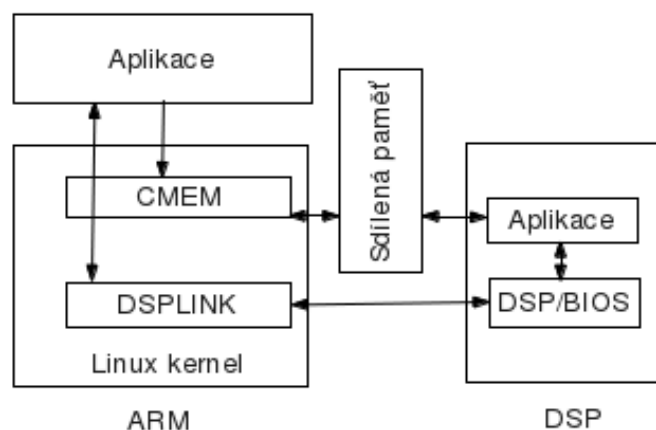 Aplikace
CMEM
DSPLINK
Linux kernel
ARM
Sdílená paměť
Aplikace
DSP/BIOS
DSP